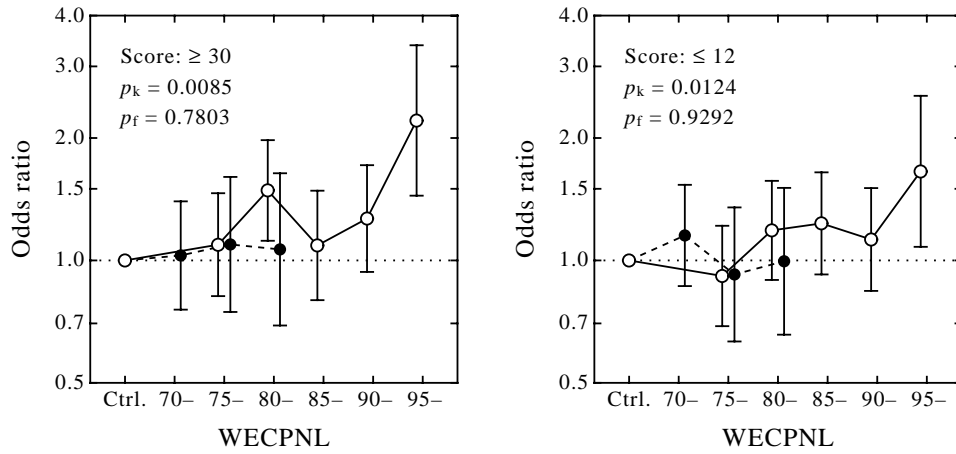 4.0
3.0
2.0
1.5
1.0
0.7
0.5
Odds ratio
Score: ≥ 30
pk = 0.0085
pf = 0.7803
Ctrl. 70– 75– 80– 85– 90– 95–
WECPNL
4.0
3.0
2.0
1.5
1.0
0.7
0.5
Odds ratio
Score: ≤ 12
pk = 0.0124
pf = 0.9292
Ctrl. 70– 75– 80– 85– 90– 95–
WECPNL